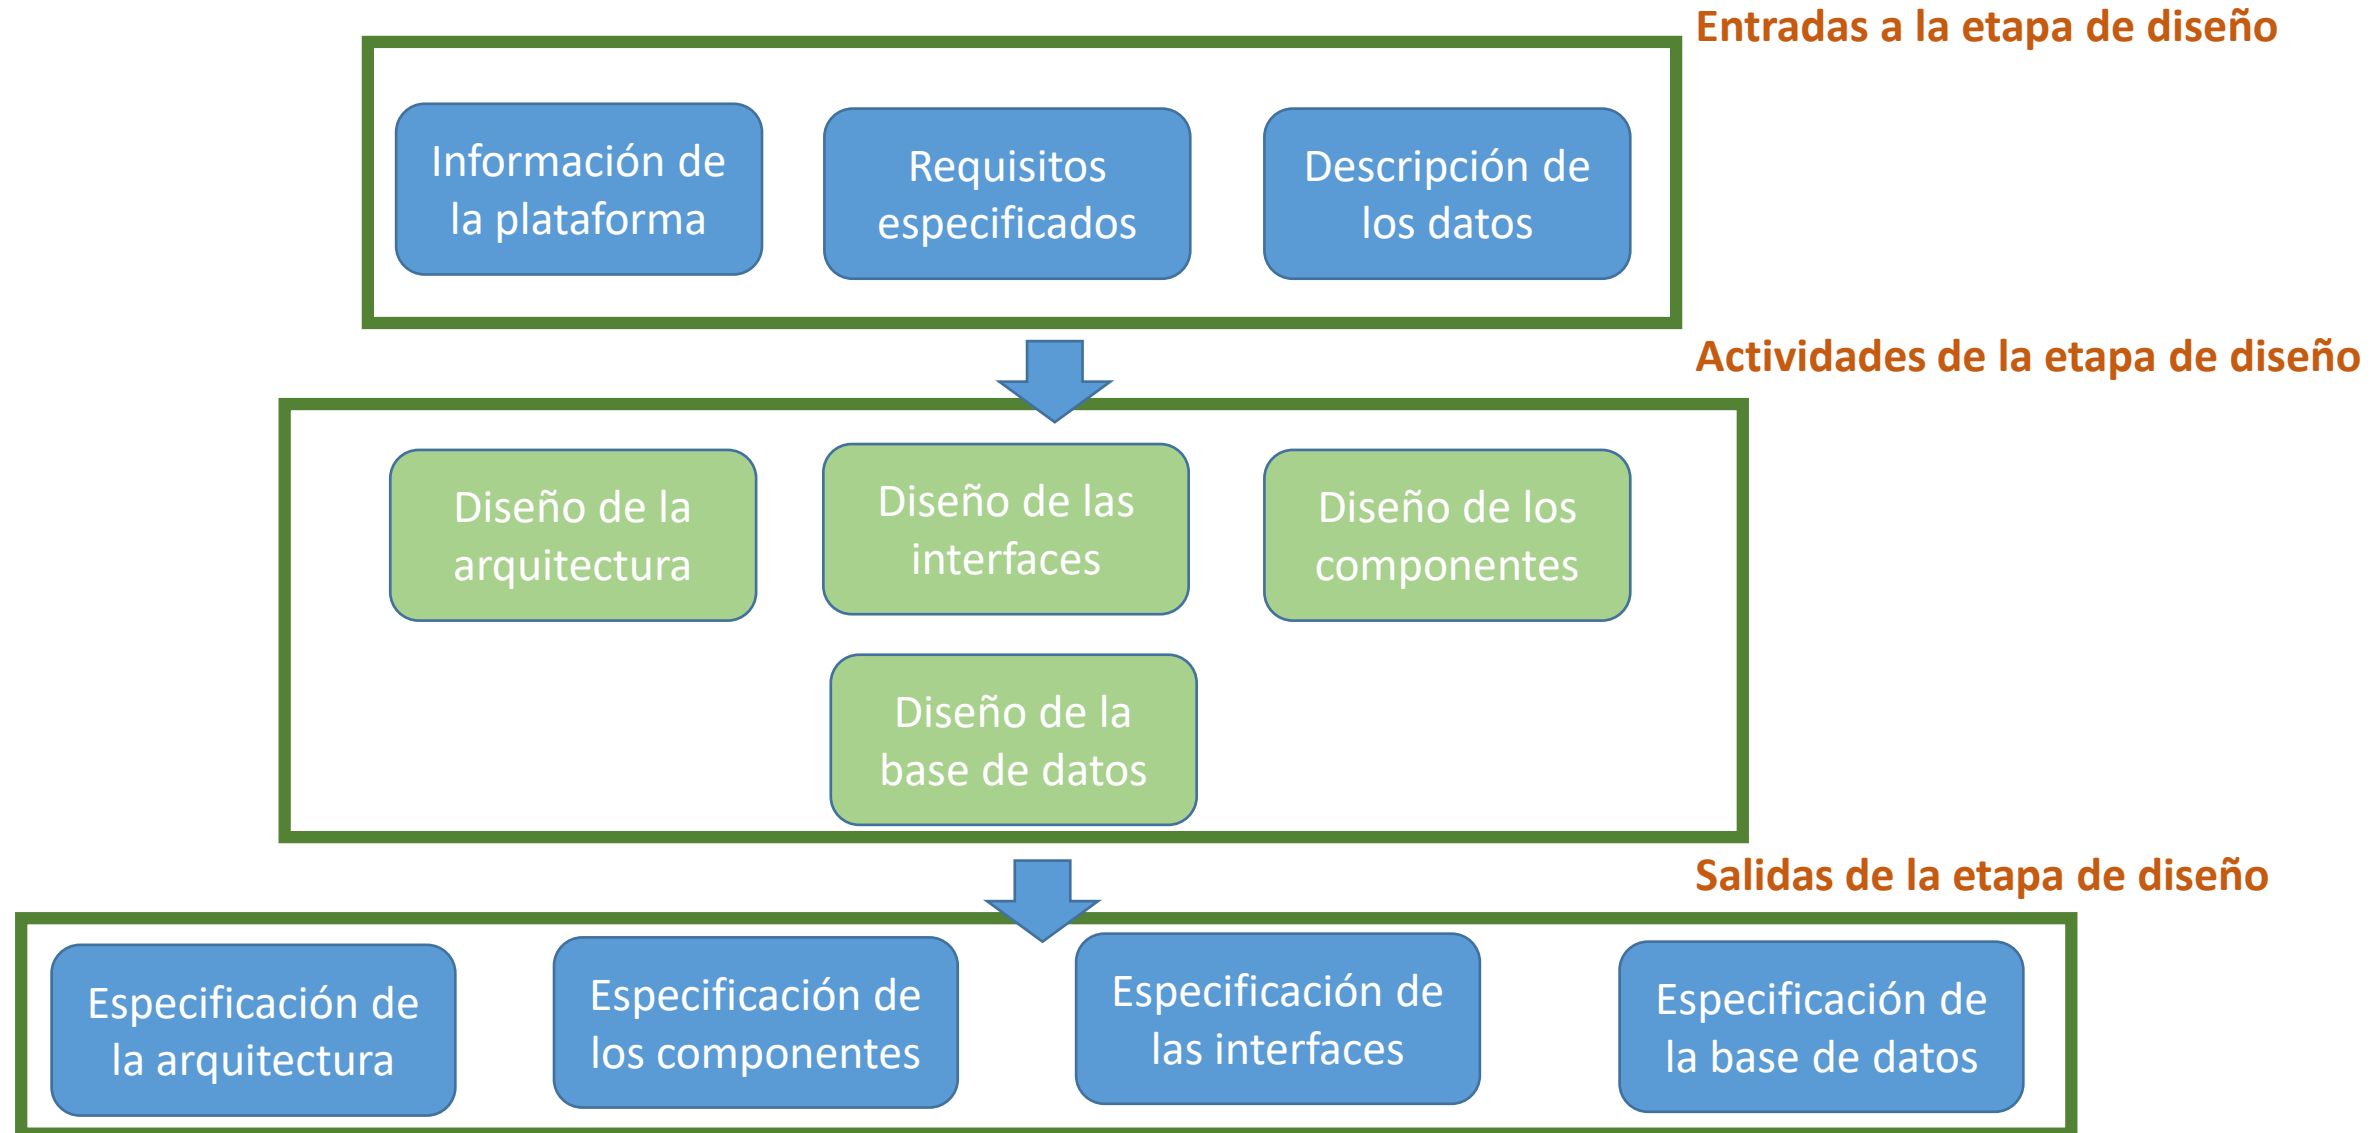 Entradas a la etapa de diseño
Información de
la plataforma
Requisitos
especificados
Descripción de
los datos
Actividades de la etapa de diseño
Diseño de la
arquitectura
Diseño de las
interfaces
Diseño de los
componentes
Diseño de la
base de datos
Salidas de la etapa de diseño
Especificación de
la arquitectura
Especificación de
los componentes
Especificación de
las interfaces
Especificación de
la base de datos